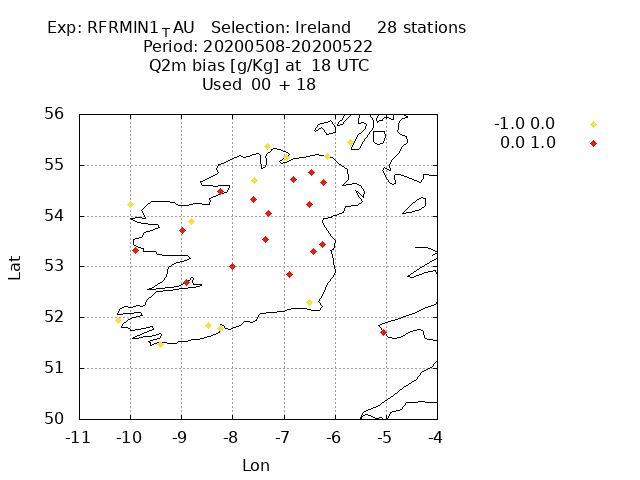 Exp: RFRMIN1_TAU Selection: Ireland 28 stations
Period: 20200508-20200522
Q2m bias [g/Kg] at 18 UTC
Used 00 + 18
-1.0 0.0
0.0 1.0
56
55
54
53
52
51
50
-11 -10 -9 -8 -7 -6 -5 -4
Lat
Lon